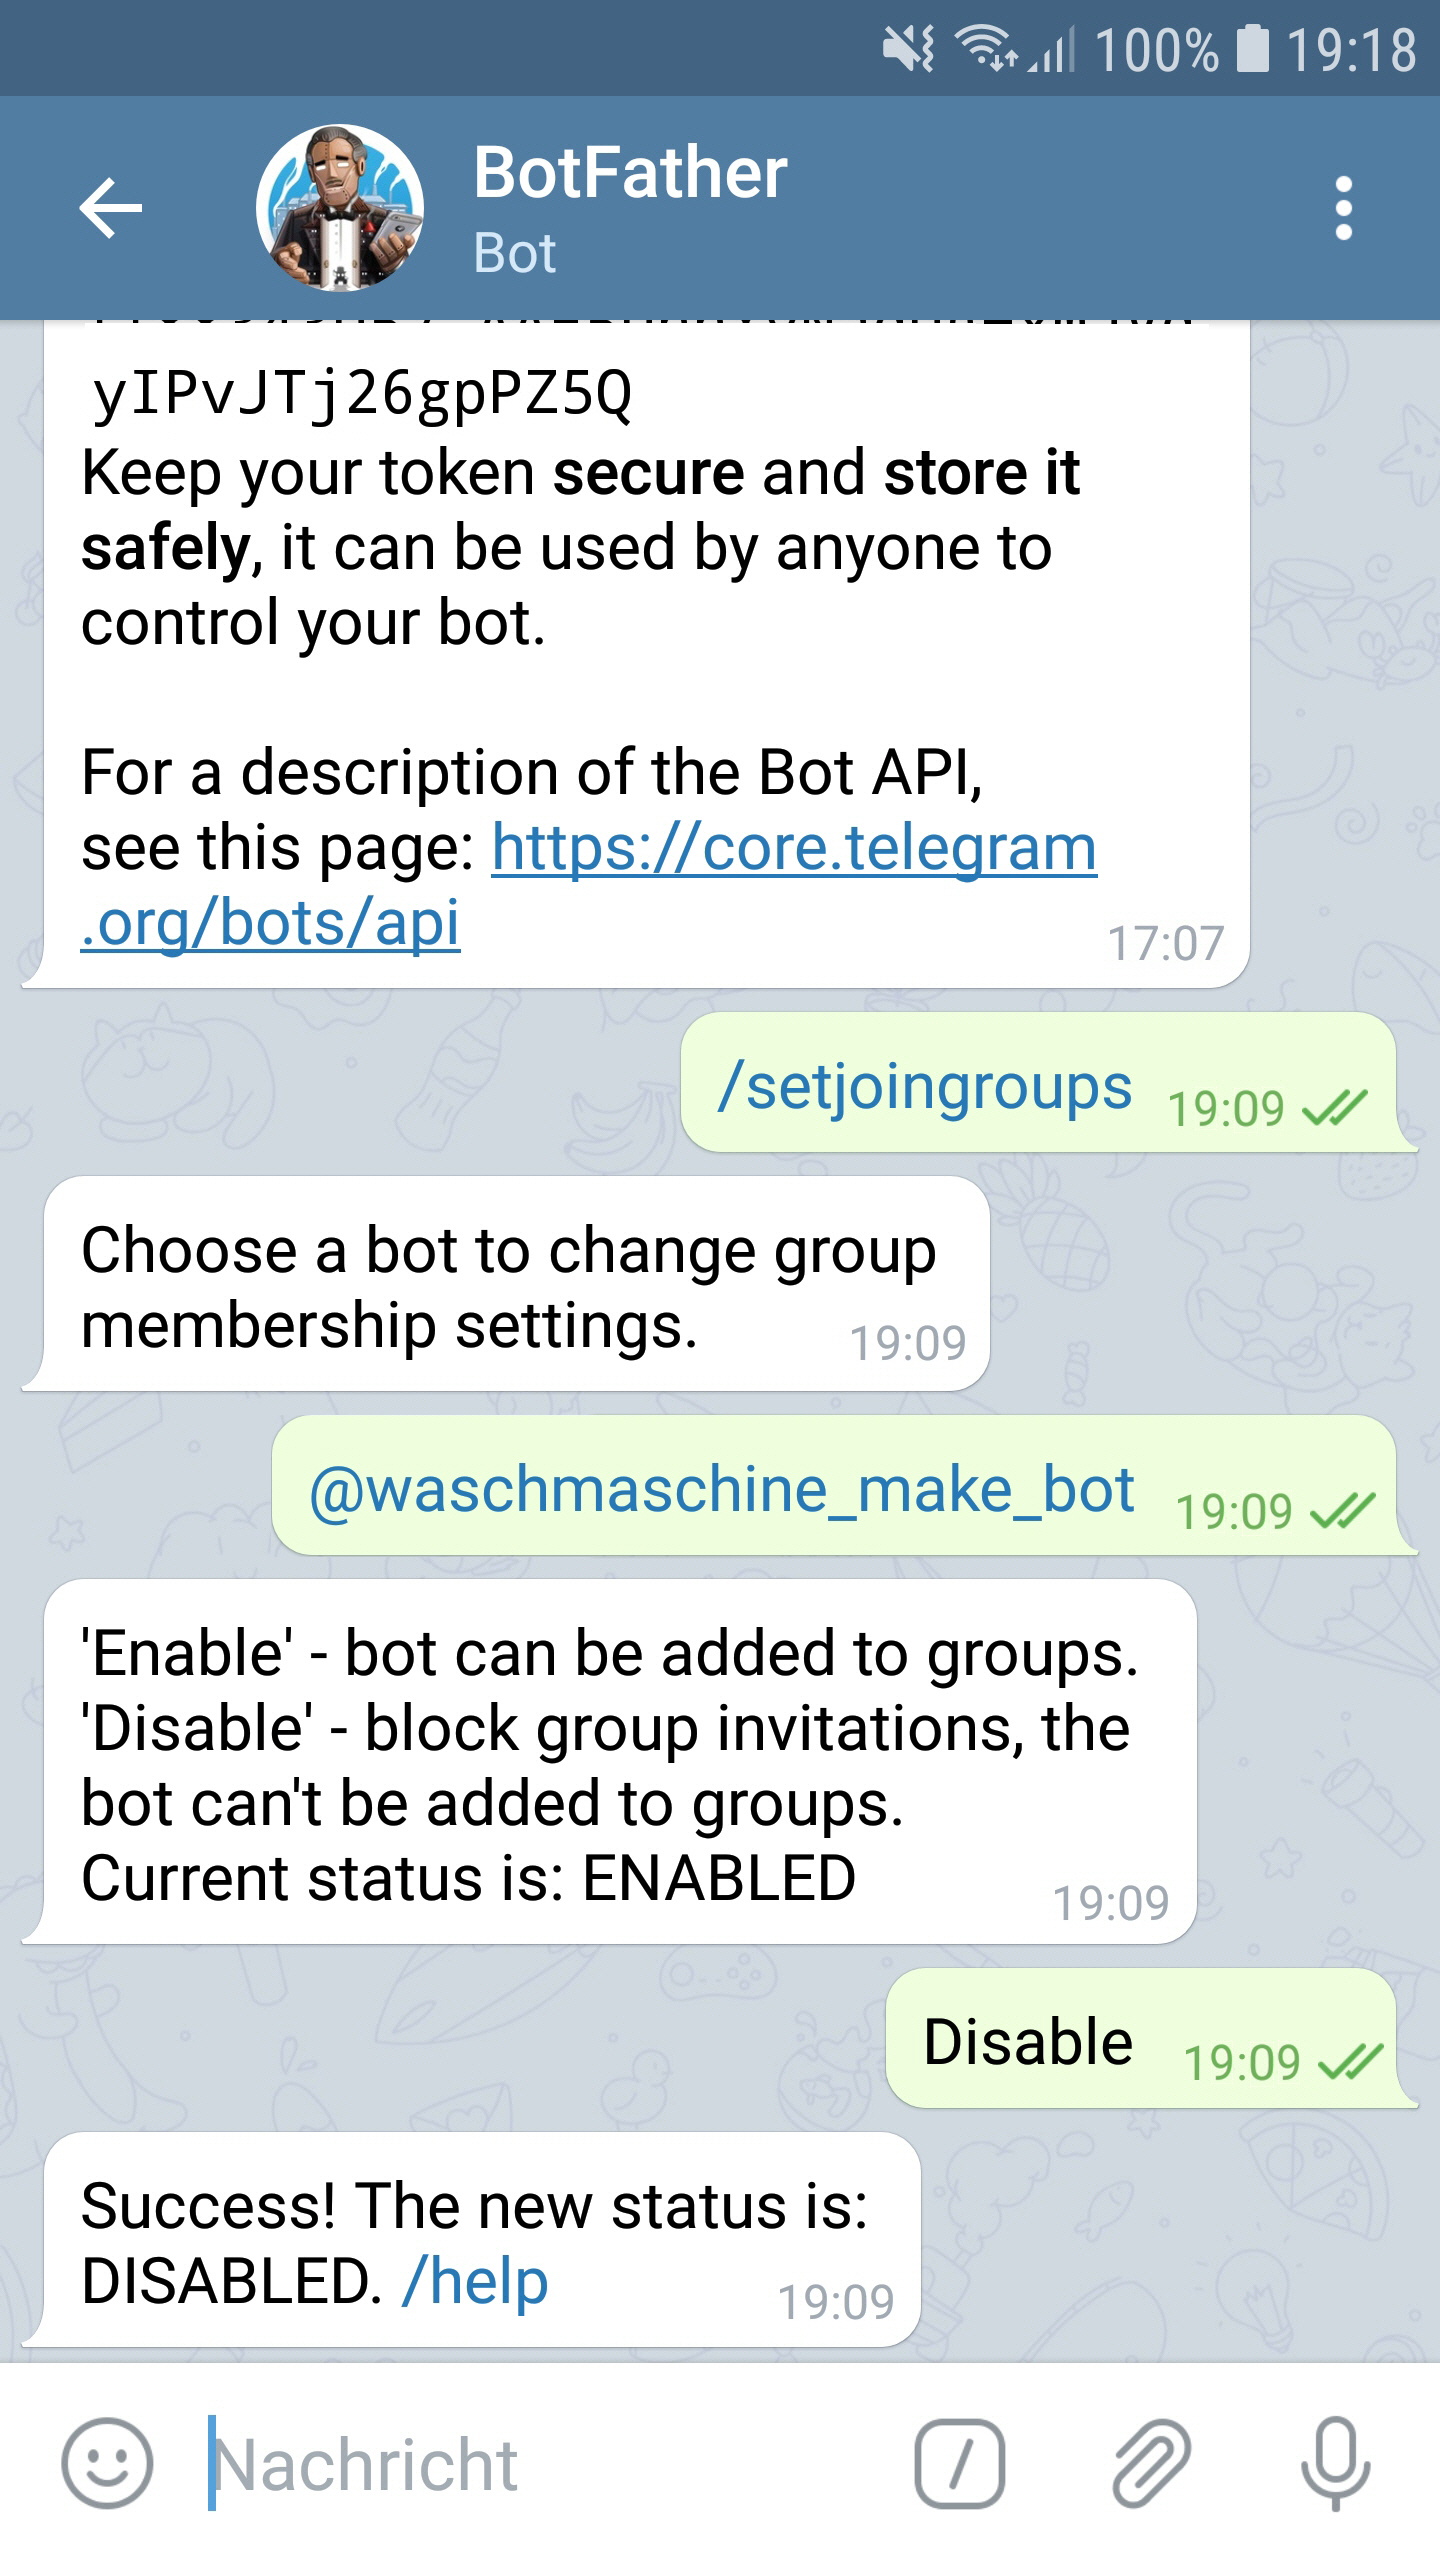 100% 19:18
BotFather
Bot
yIPvJTj26gpPZ5Q
Keep your token secure and store it
safely, it can be used by anyone to
control your bot.
For a description of the Bot API,
see this page: https://core.telegram
.org/bots/api 17:07
/setjoingroups 19:09
Choose a bot to change group
membership settings. 19:09
@waschmaschine_make_bot 19:09
'Enable' - bot can be added to groups.
'Disable' - block group invitations, the
bot can't be added to groups.
Current status is: ENABLED 19:09
Disable 19:09
Success! The new status is:
DISABLED. /help 19:09
Nachricht